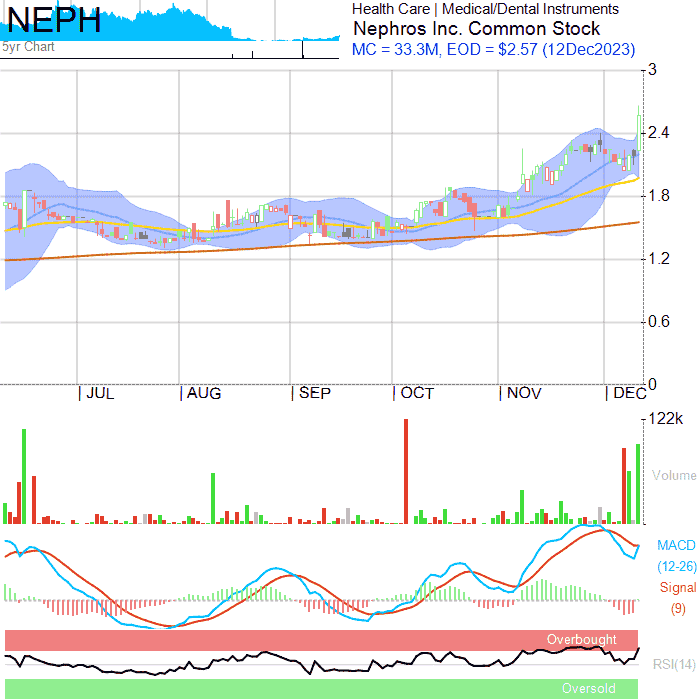 NEPH
5yr Chart
Health Care | Medical/Dental Instruments
Nephros Inc. Common Stock
MC = 33.3M, EOD = $2.57 (12Dec2023)
3
2.4
1.8
1.2
0.6
0
| JUL | AUG | SEP | OCT | NOV | DEC
122k
Volume
MACD
(12-26)
Signal
(9)
Overbought
RSI(14)
Oversold